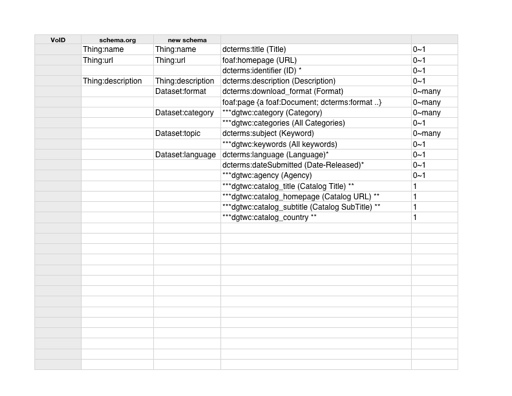 VoID schema.org new schema
Thing:name Thing:name dcterms:title (Title) 0~1
Thing:url Thing:url foaf:homepage (URL) 0~1
dcterms:identifier (ID) * 0~1
Thing:description Thing:description dcterms:description (Description) 0~1
Dataset:format dcterms:download_format (Format) 0~many
foaf:page {a foaf:Document; dcterms:format ..} 0~many
Dataset:category ***dgtwc:category (Category) 0~many
***dgtwc:categories (All Categories) 0~1
Dataset:topic dcterms:subject (Keyword) 0~many
***dgtwc:keywords (All keywords) 0~1
Dataset:language dcterms:language (Language)* 0~1
dcterms:dateSubmitted (Date-Released)* 0~1
***dgtwc:agency (Agency) 0~1
***dgtwc:catalog_title (Catalog Title) ** 1
***dgtwc:catalog_homepage (Catalog URL) ** 1
***dgtwc:catalog_subtitle (Catalog SubTitle) ** 1
***dgtwc:catalog_country ** 1